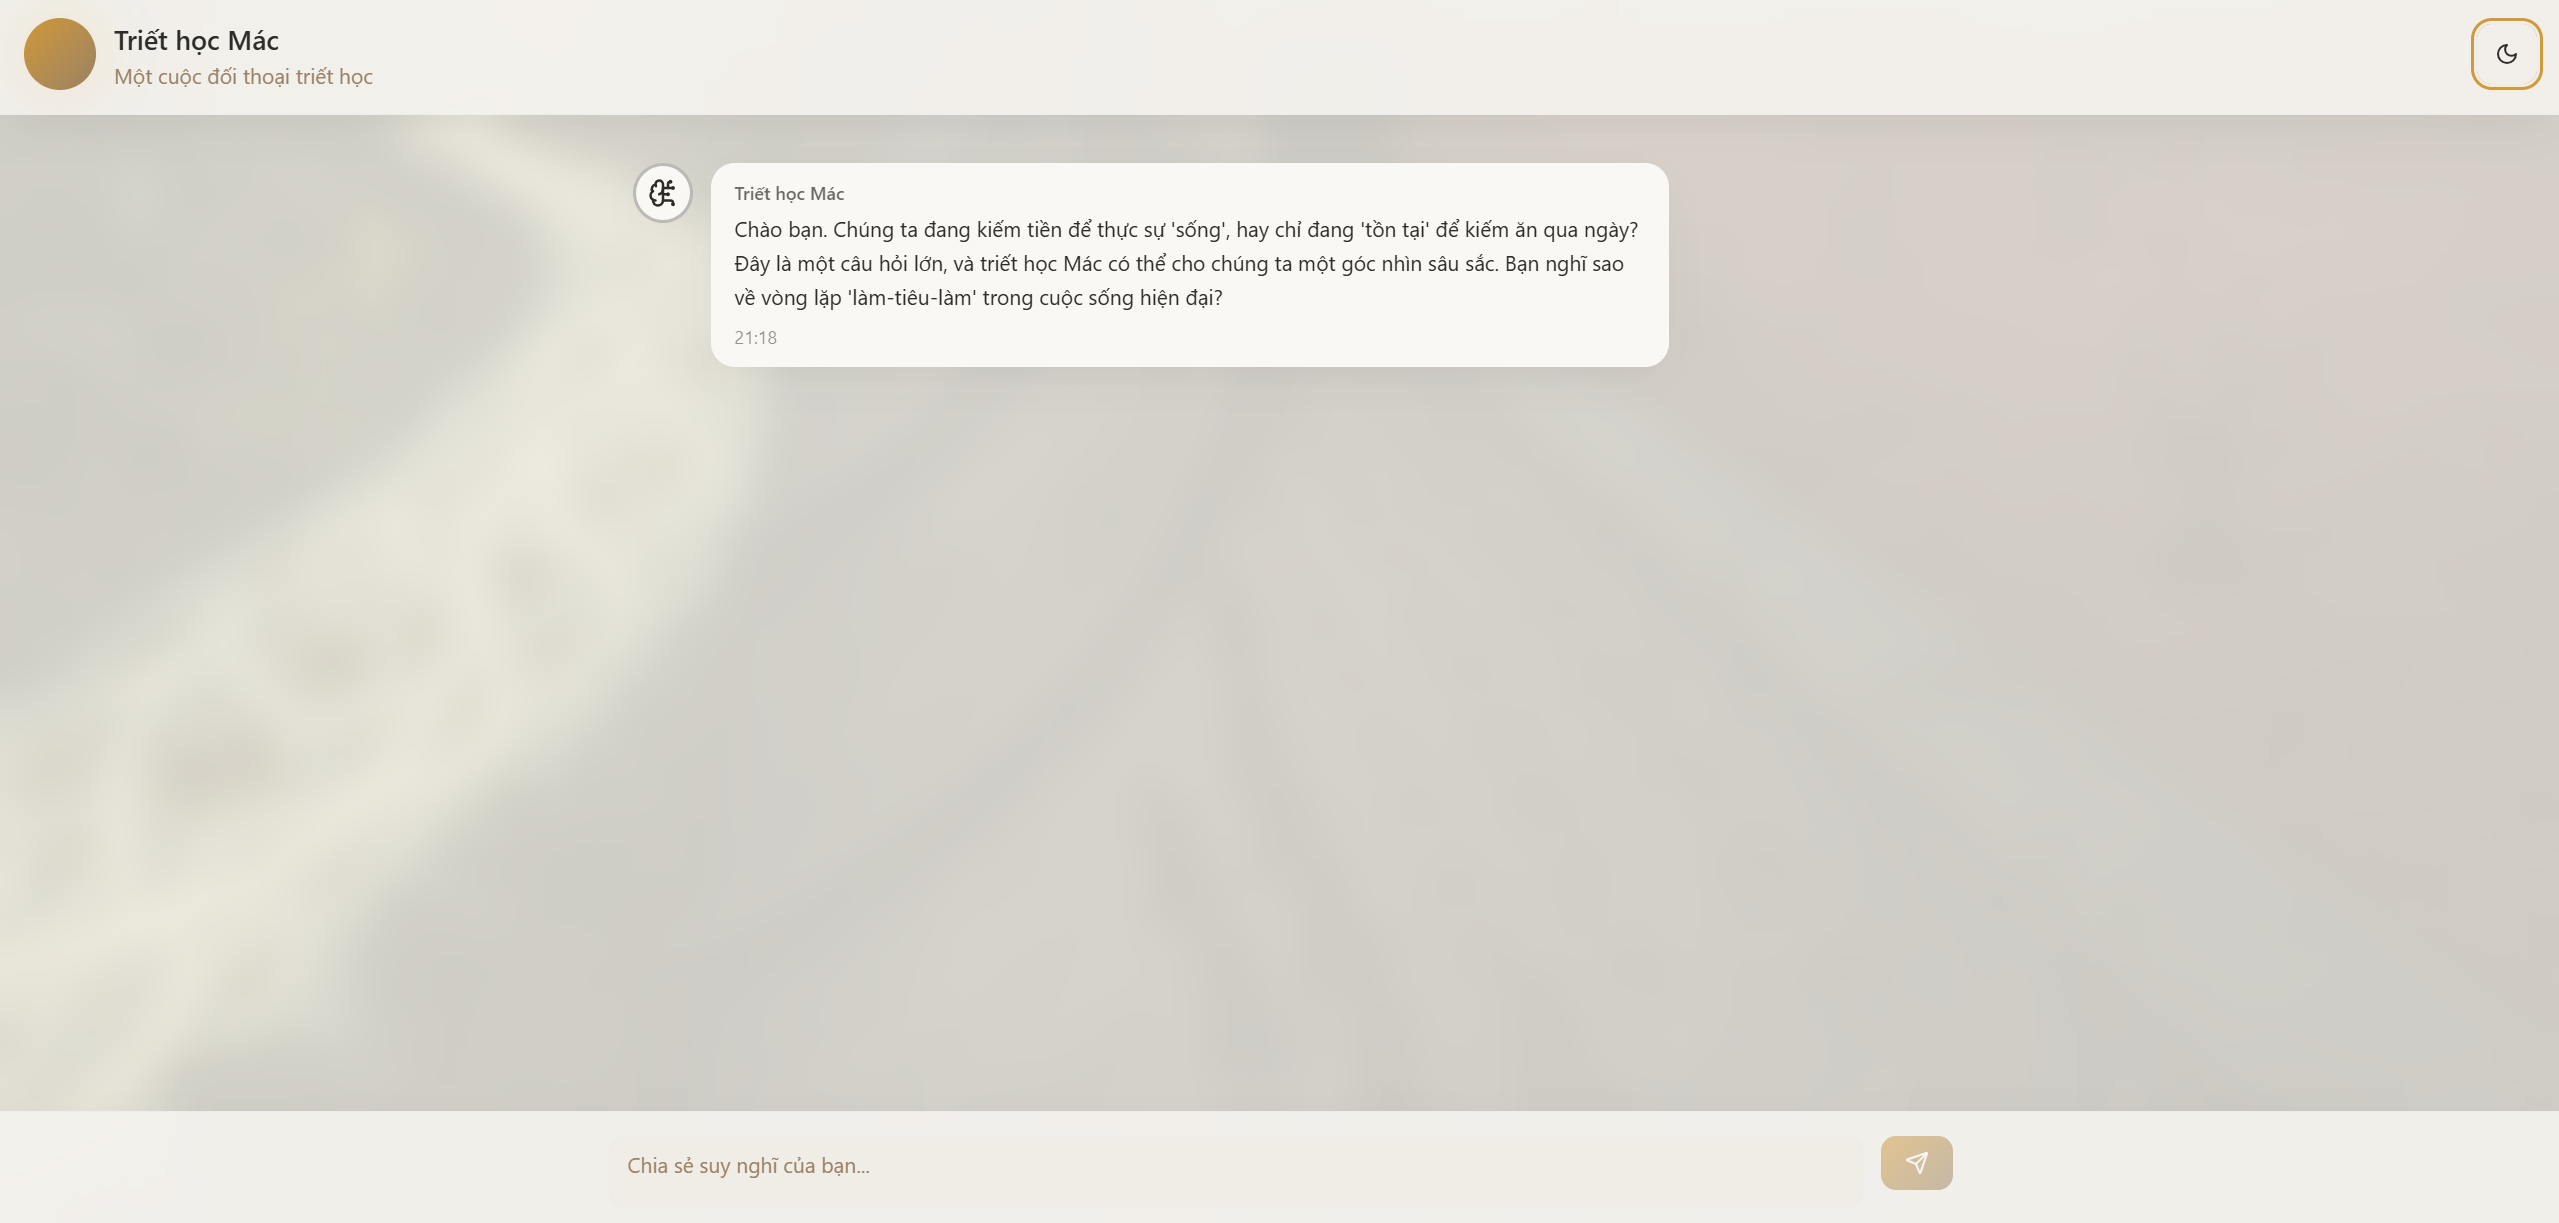 Triết học Mác
Một cuộc đối thoại triết học
Triết học Mác
Chào bạn. Chúng ta đang kiếm tiền để thực sự 'sống', hay chỉ đang 'tồn tại' để kiếm ăn qua ngày?
Đây là một câu hỏi lớn, và triết học Mác có thể cho chúng ta một góc nhìn sâu sắc. Bạn nghĩ sao
về vòng lặp 'làm-tiêu-làm' trong cuộc sống hiện đại?
21:18
Chia sẻ suy nghĩ của bạn...